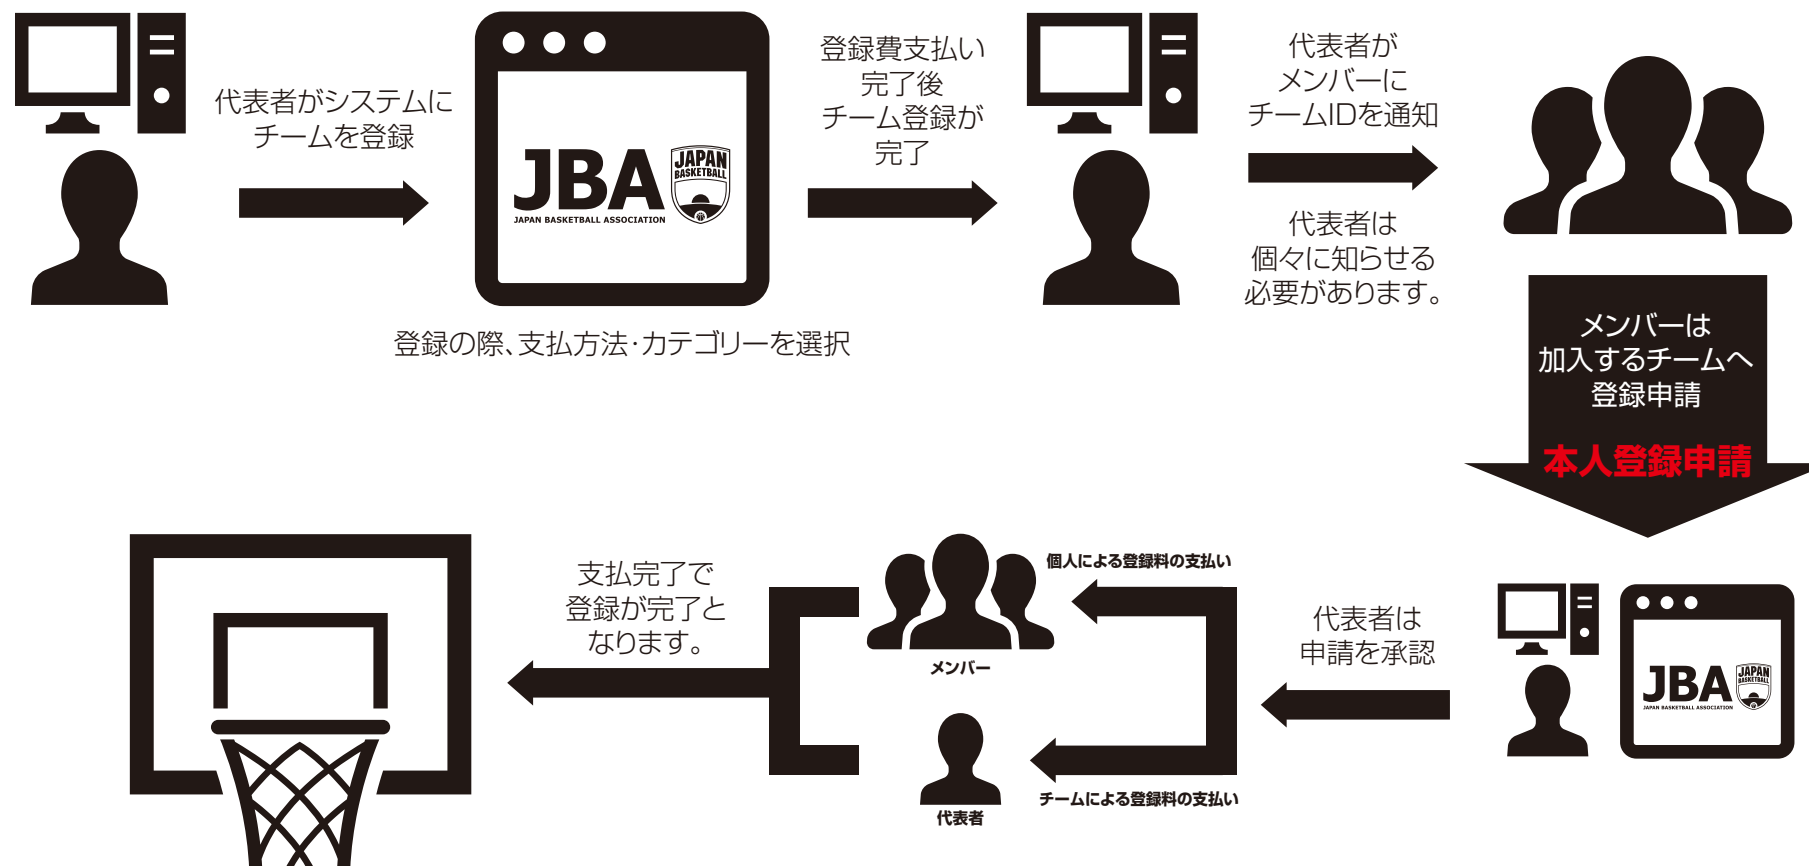 代表者がシステムに
チームを登録
JBA
JAPAN BASKETBALL ASSOCIATION
JAPAN
BASKETBALL
登録の際、支払方法・カテゴリーを選択
登録費支払い
完了後
チーム登録が
完了
代表者が
メンバーに
チームIDを通知
代表者は
個々に知らせる
必要があります。
メンバーは
加入するチームへ
登録申請
本人登録申請
JBA
JAPAN BASKETBALL ASSOCIATION
JAPAN
BASKETBALL
代表者は
申請を承認
個人による登録料の支払い
メンバー
チームによる登録料の支払い
代表者
支払完了で
登録が完了と
なります。